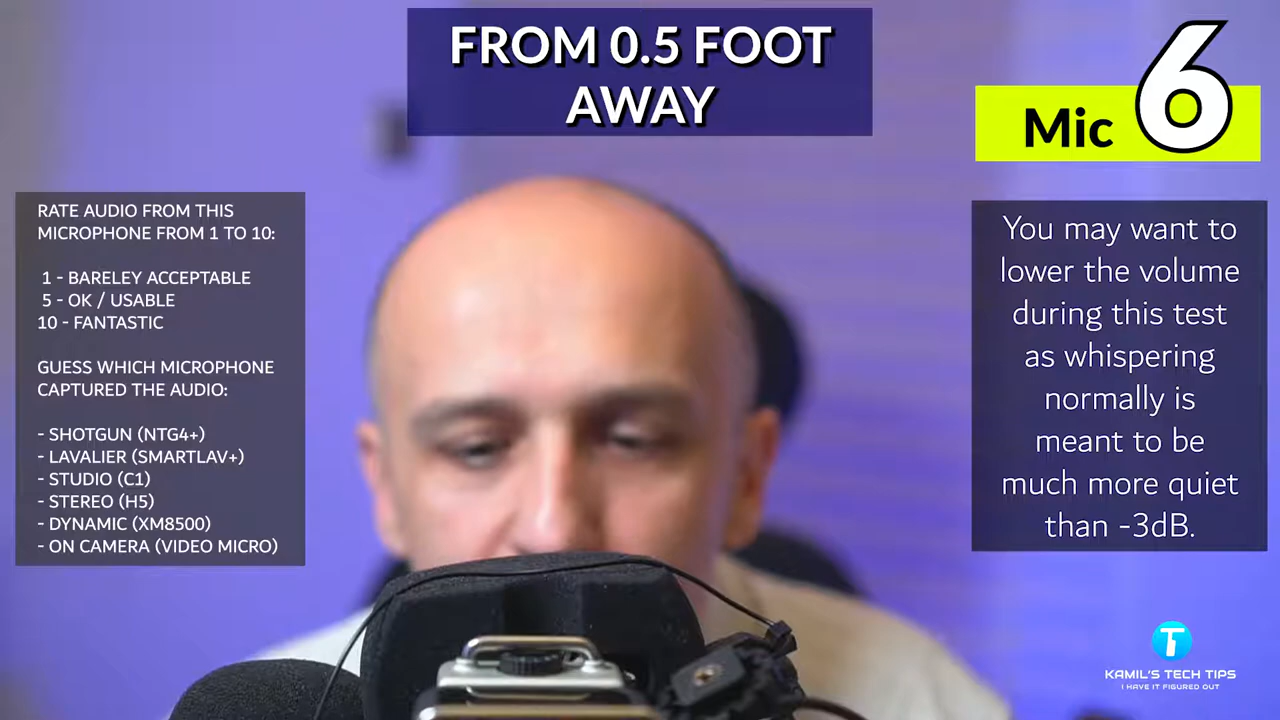 FROM 0.5 FOOT
AWAY
Mic 6
RATE AUDIO FROM THIS
MICROPHONE FROM 1 TO 10:
1 - BARELEY ACCEPTABLE
5 - OK / USABLE
10 - FANTASTIC
GUESS WHICH MICROPHONE
CAPTURED THE AUDIO:
- SHOTGUN (NTG4+)
- LAVALIER (SMARTLAV+)
- STUDIO (C1)
- STEREO (H5)
- DYNAMIC (XM8500)
- ON CAMERA (VIDEO MICRO)
You may want to
lower the volume
during this test
as whispering
normally is
meant to be
much more quiet
than -3dB.
T
KAMIL'S TECH TIPS
I HAVE IT FIGURED OUT